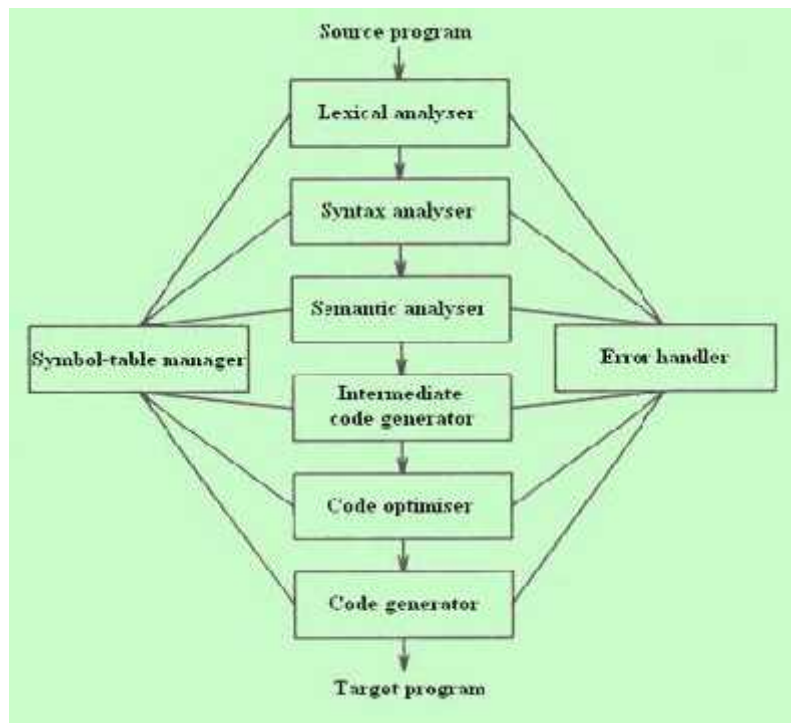 Source program
Lexical analyser
Syntax analyser
Semantic analyser
Symbol-table manager
Error handler
Intermediate
code generator
Code optimiser
Code generator
Target program